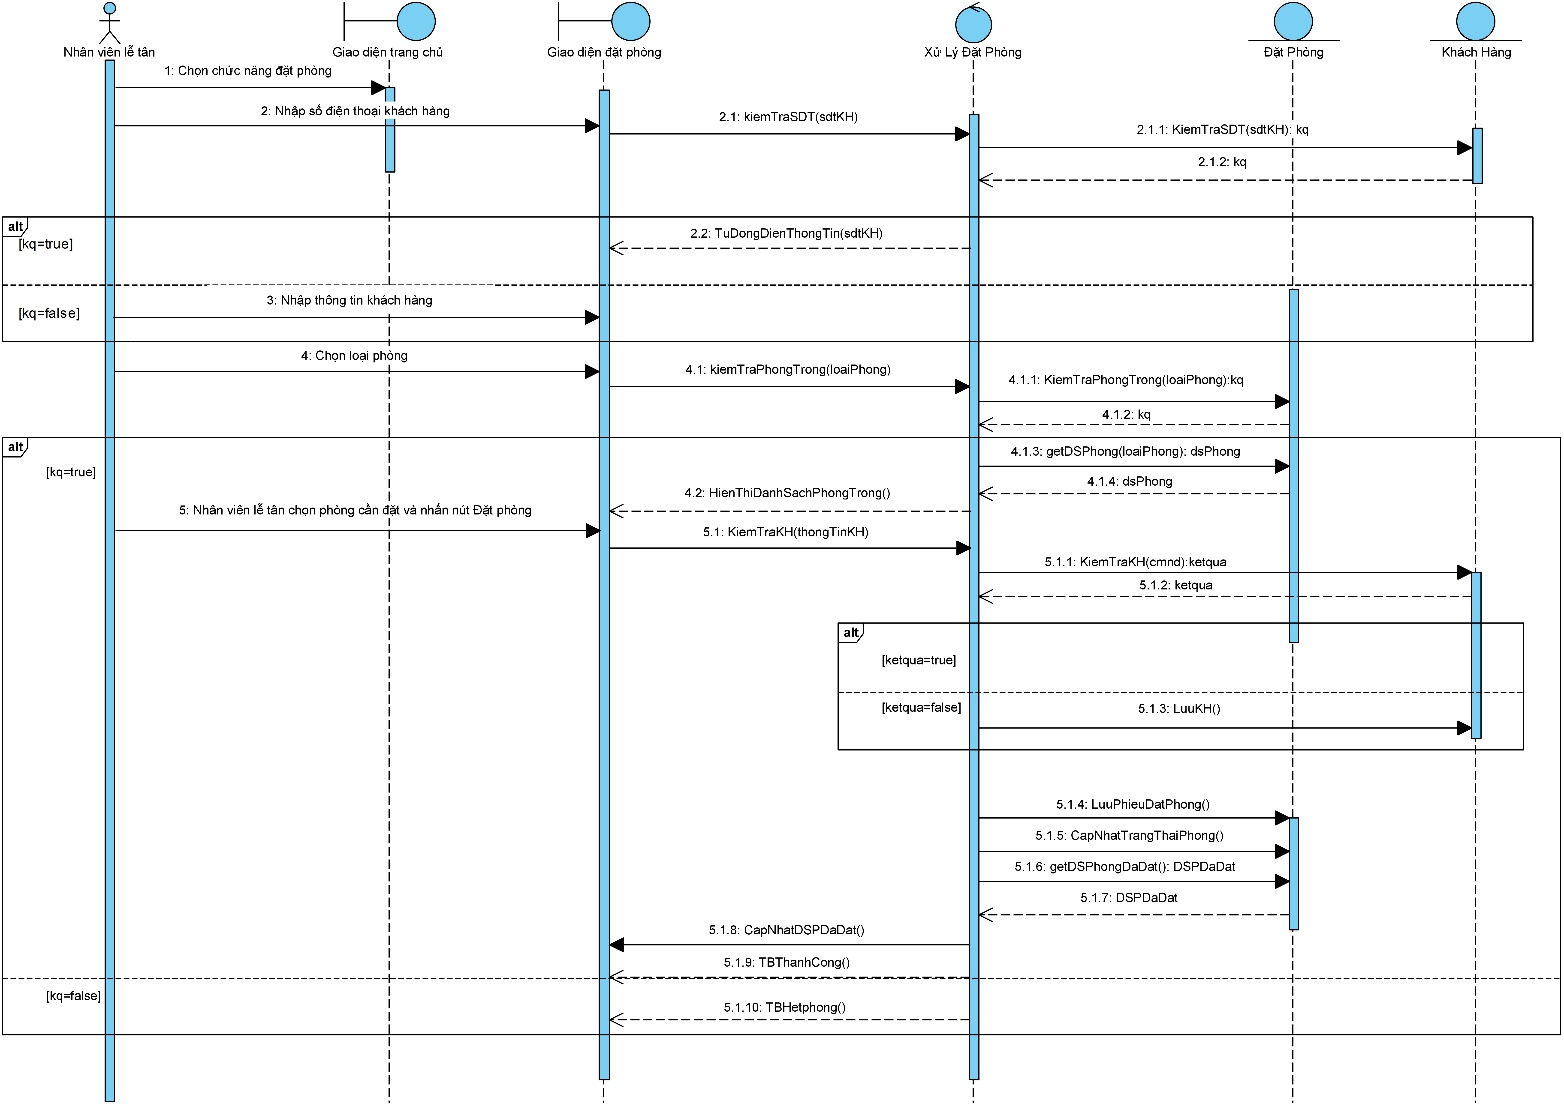 Nhân viên lễ tân
Giao diện trang chủ
Giao diện đặt phòng
Xử Lý Đặt Phòng
Đặt Phòng
Khách Hàng
1: Chọn chức năng đặt phòng
2: Nhập số điện thoại khách hàng
2.1: kiemTraSDT(sdtKH)
2.1.1: KiemTraSDT(sdtKH): kq
2.1.2: kq
alt
[kq=true]
2.2: TuDongDienThongTin(sdtKH)
3: Nhập thông tin khách hàng
[kq=false]
4: Chọn loại phòng
4.1: kiemTraPhongTrong(loaiPhong)
4.1.1: KiemTraPhongTrong(loaiPhong):kq
4.1.2: kq
alt
[kq=true]
4.1.3: getDSPhong(loaiPhong): dsPhong
4.1.4: dsPhong
4.2: HienThiDanhSachPhongTrong()
5: Nhân viên lễ tân chọn phòng cần đặt và nhấn nút Đặt phòng
5.1: KiemTraKH(thongTinKH)
5.1.1: KiemTraKH(cmnd):ketqua
5.1.2: ketqua
alt
[ketqua=true]
[ketqua=false]
5.1.3: LuuKH()
5.1.4: LuuPhieuDatPhong()
5.1.5: CapNhatTrangThaiPhong()
5.1.6: getDSPhongDaDat(): DSPDaDat
5.1.7: DSPDaDat
5.1.8: CapNhatDSPDaDat()
5.1.9: TBThanhCong()
[kq=false]
5.1.10: TBHetphong()